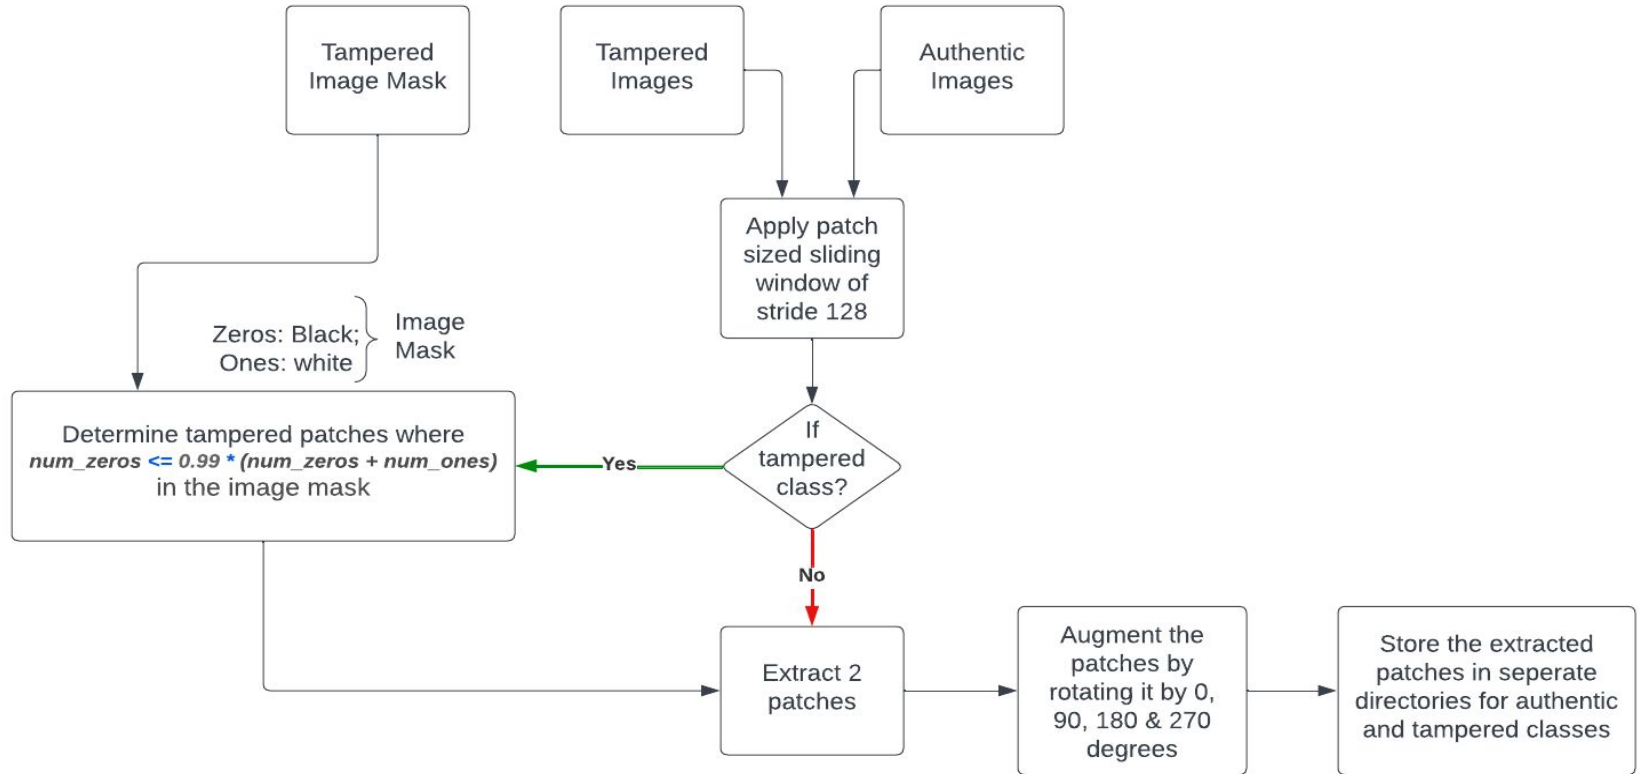 Tampered
Image Mask
Tampered
Images
Authentic
Images
Apply patch
sized sliding
window of
stride 128
Zeros: Black;
Ones: white
Image
Mask
Determine tampered patches where
num_zeros <= 0.99 * (num_zeros + num_ones)
in the image mask
Yes
If
tampered
class?
No
Extract 2
patches
Augment the
patches by
rotating it by 0,
90, 180 & 270
degrees
Store the extracted
patches in seperate
directories for authentic
and tampered classes